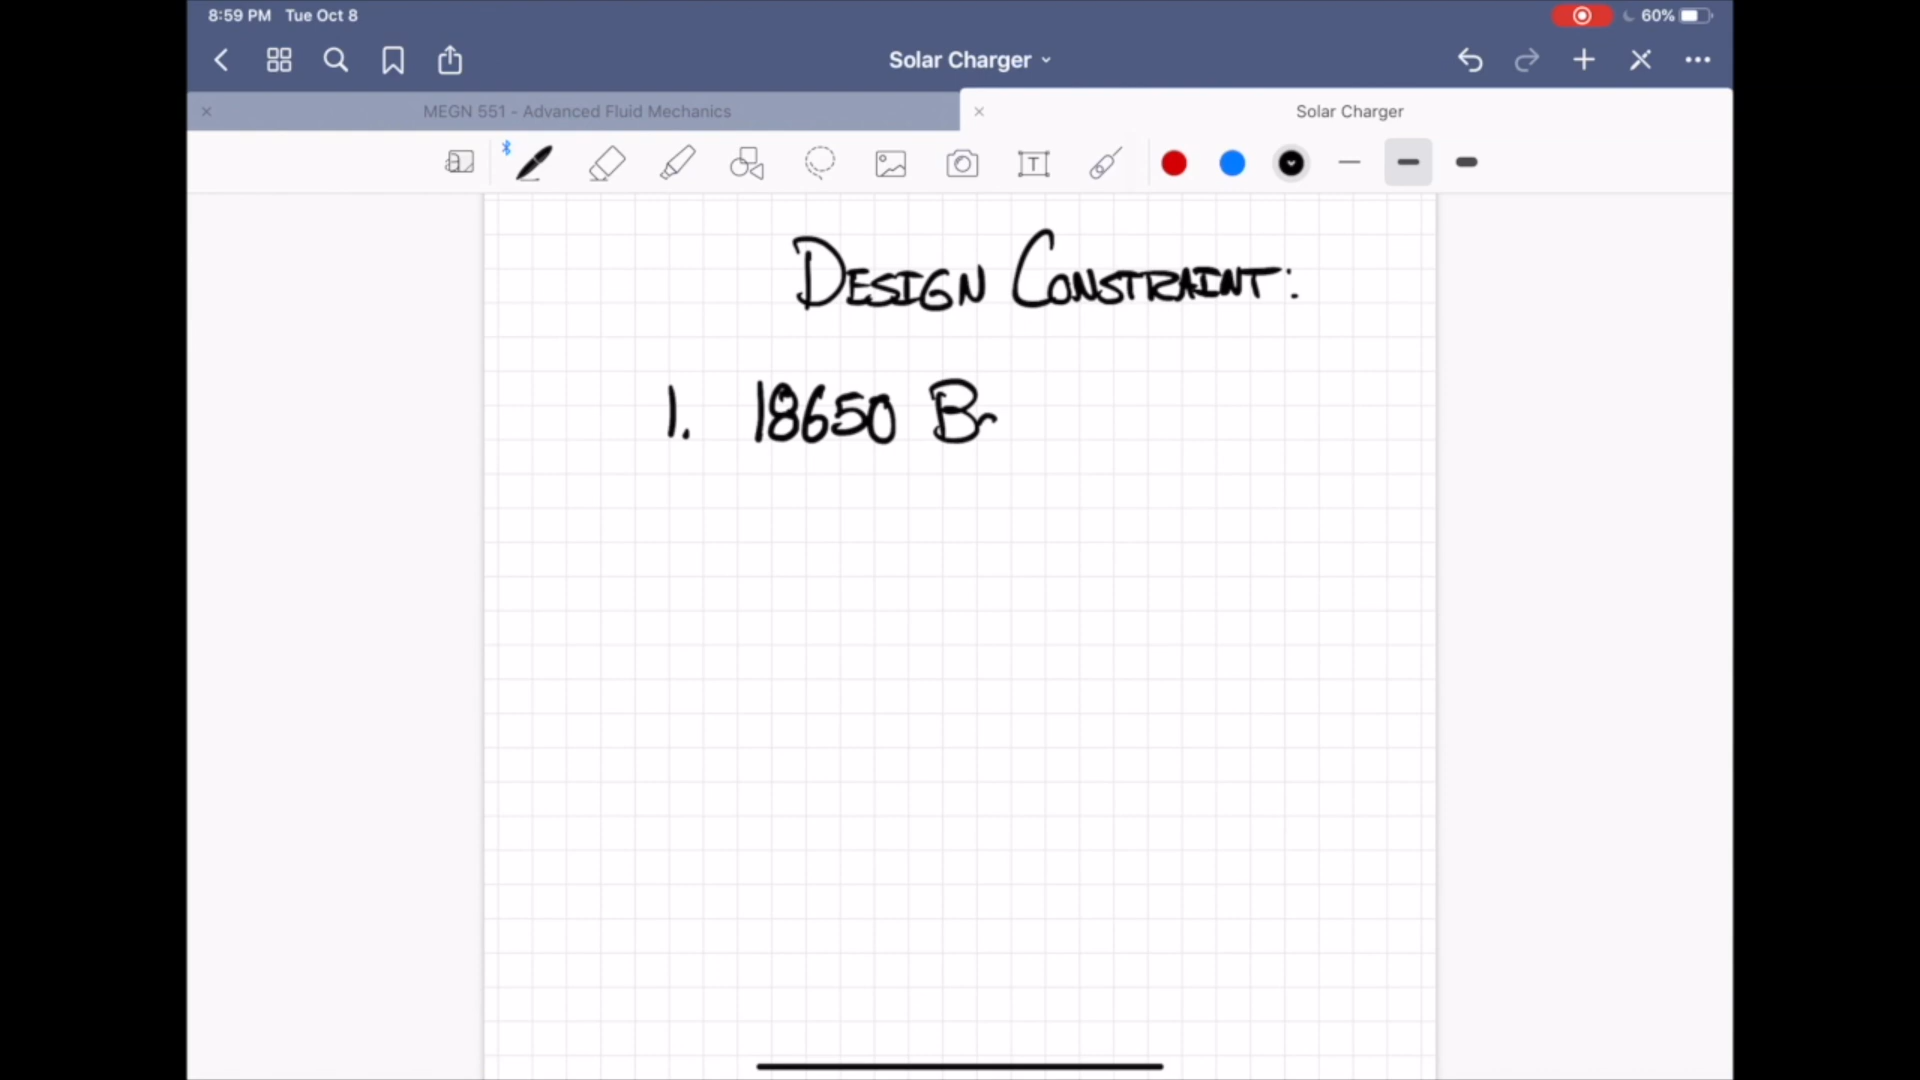 8:59 PM Tue Oct 8
60%
Solar Charger
MEGN 551 - Advanced Fluid Mechanics
Solar Charger
T
DESIGN CONSTRAINT:
1. 18650 B